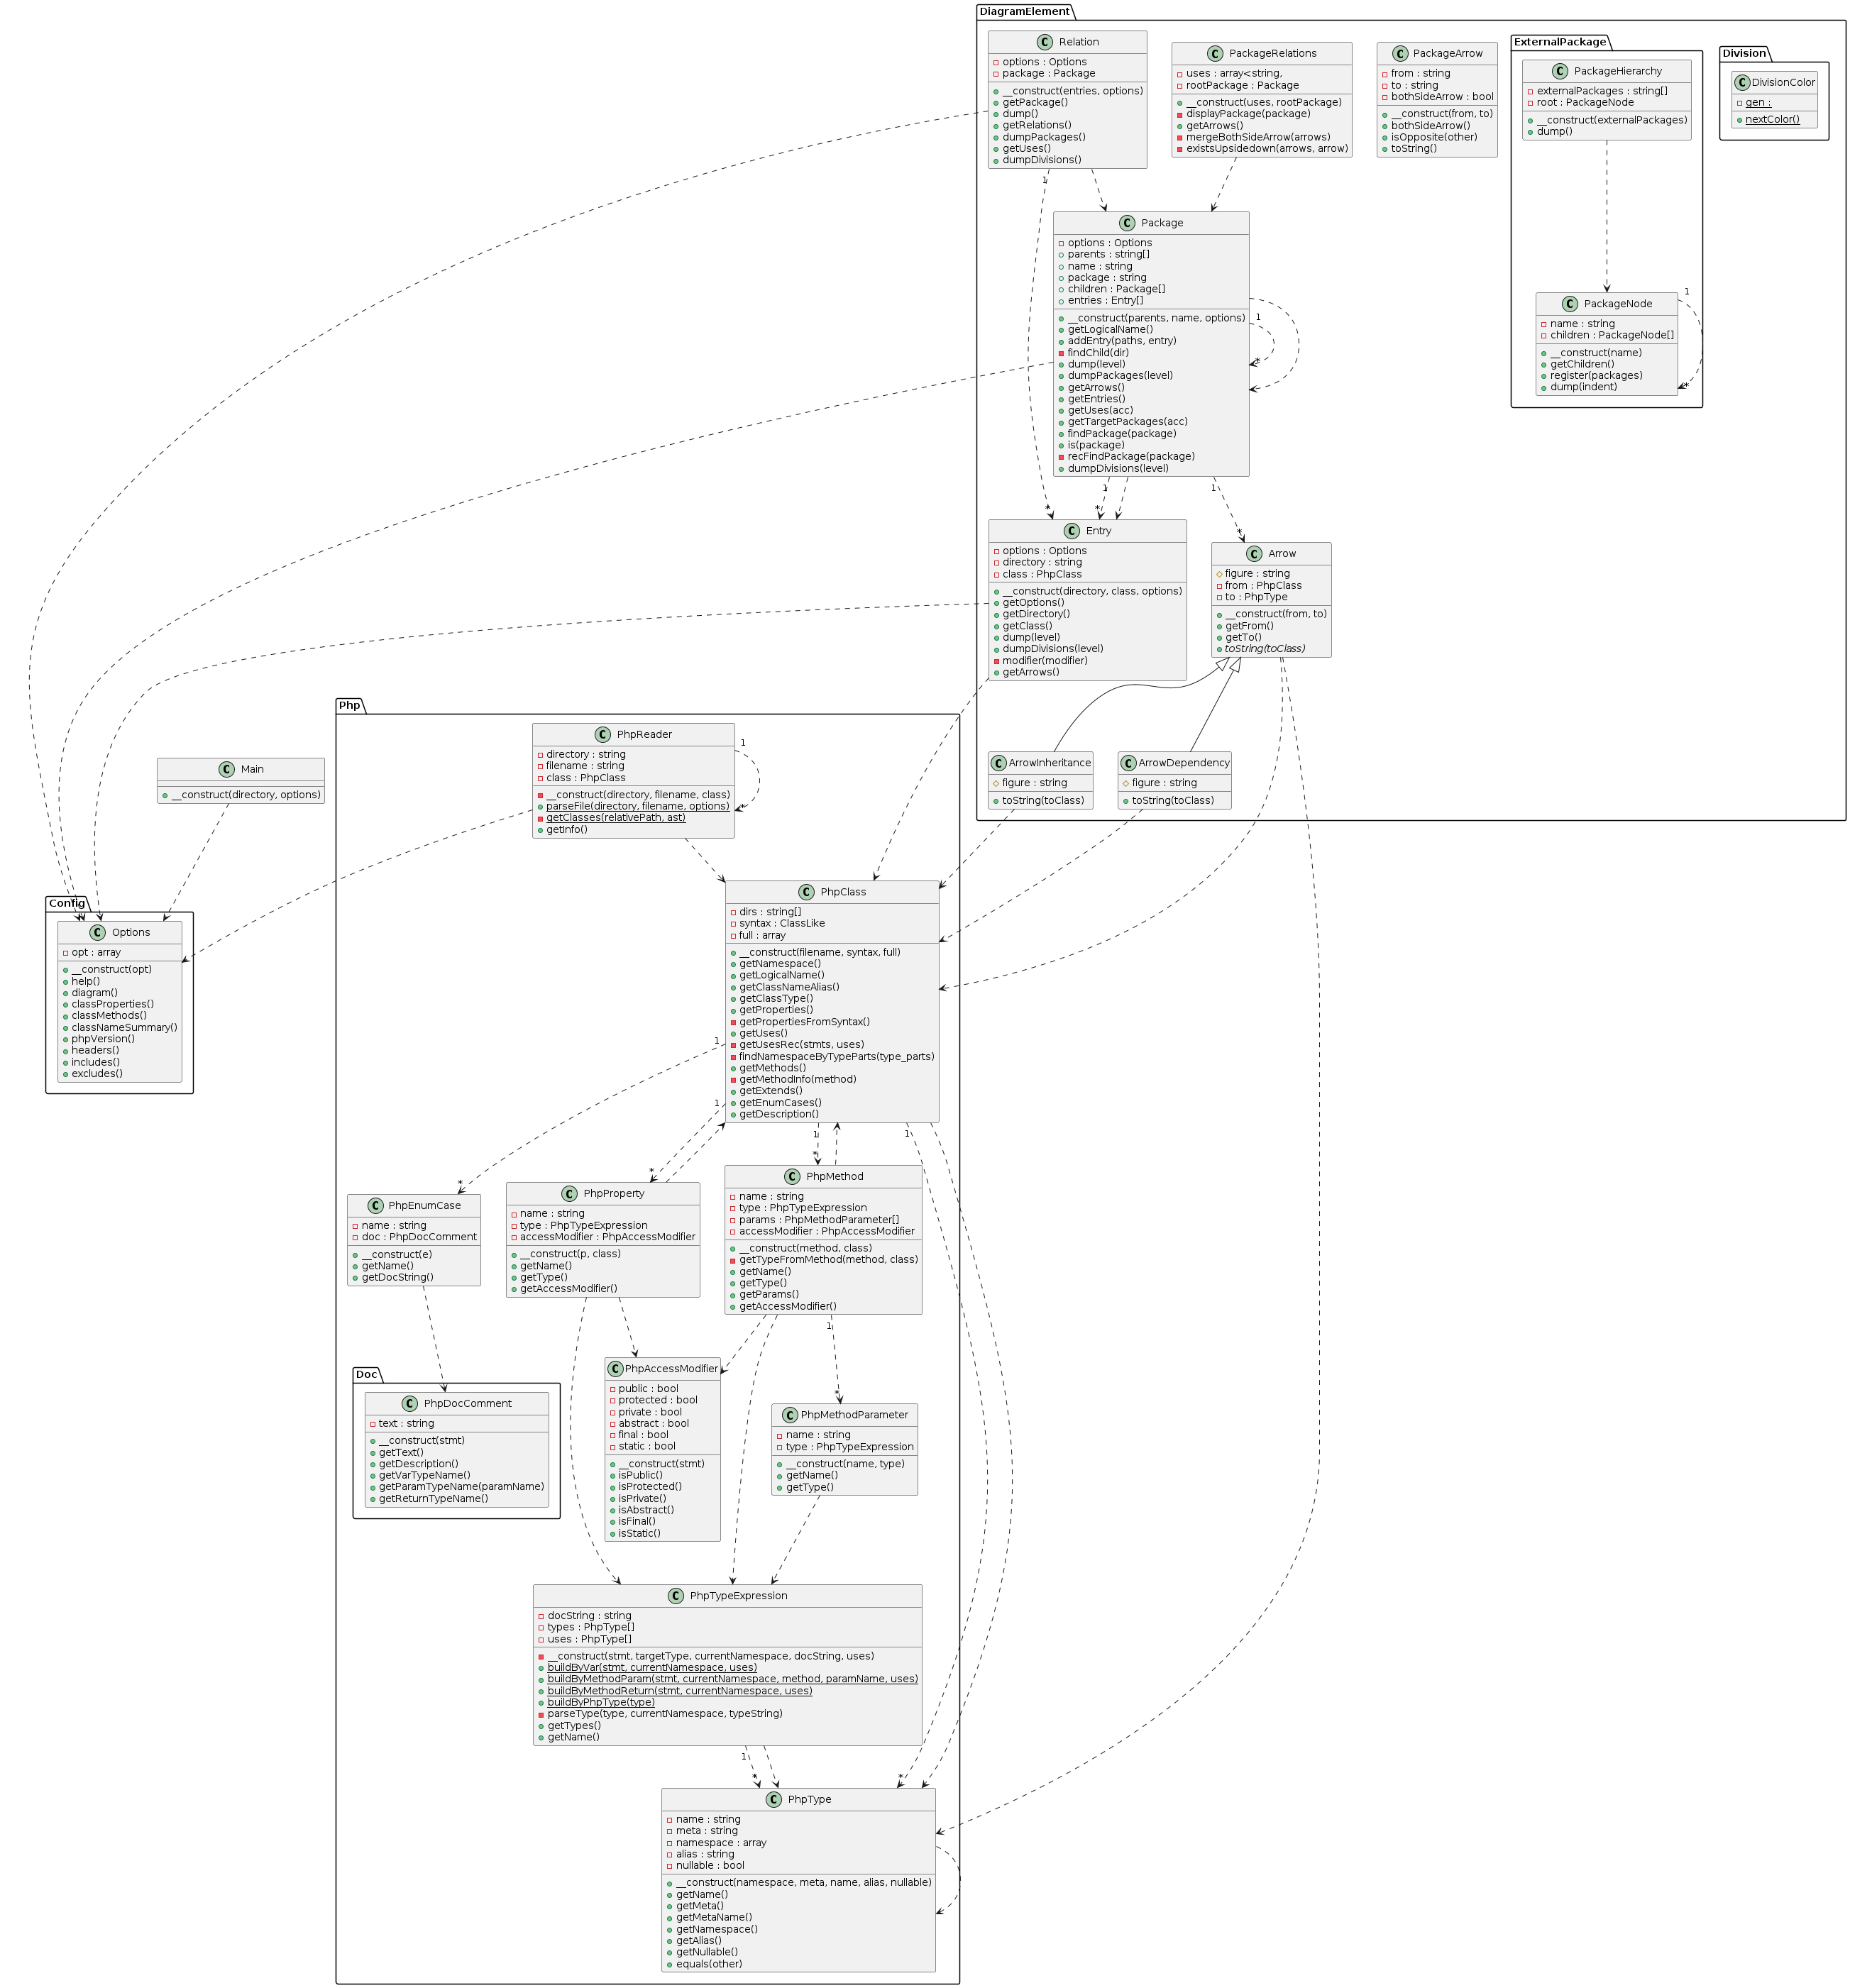 DiagramElement
Relation
options : Options
package : Package
__construct(entries, options)
getPackage()
dump()
getRelations()
dumpPackages()
getUses()
dumpDivisions()
PackageRelations
uses : array<string,
rootPackage : Package
__construct(uses, rootPackage)
displayPackage(package)
getArrows()
mergeBothSideArrow(arrows)
existsUpsidedown(arrows, arrow)
PackageArrow
from : string
to : string
bothSideArrow : bool
__construct(from, to)
bothSideArrow()
isOpposite(other)
toString()
ExternalPackage
PackageHierarchy
externalPackages : string[]
root : PackageNode
__construct(externalPackages)
dump()
Division
DivisionColor
gen :
nextColor()
1
Package
options : Options
parents : string[]
name : string
package : string
children : Package[]
entries : Entry[]
__construct(parents, name, options)
getLogicalName()
addEntry(paths, entry)
findChild(dir)
dump(level)
dumpPackages(level)
getArrows()
getEntries()
getUses(acc)
getTargetPackages(acc)
findPackage(package)
is(package)
recFindPackage(package)
dumpDivisions(level)
1
*
PackageNode
name : string
children : PackageNode[]
__construct(name)
getChildren()
register(packages)
dump(indent)
1
*
1
1
*
*
*
Entry
options : Options
directory : string
class : PhpClass
__construct(directory, class, options)
getOptions()
getDirectory()
getClass()
dump(level)
dumpDivisions(level)
modifier(modifier)
getArrows()
Arrow
figure : string
from : PhpClass
to : PhpType
__construct(from, to)
getFrom()
getTo()
toString(toClass)
ArrowInheritance
figure : string
toString(toClass)
ArrowDependency
figure : string
toString(toClass)
Php
PhpReader
directory : string
filename : string
class : PhpClass
__construct(directory, filename, class)
parseFile(directory, filename, options)
getClasses(relativePath, ast)
getInfo()
1
*
Main
__construct(directory, options)
Config
Options
opt : array
__construct(opt)
help()
diagram()
classProperties()
classMethods()
classNameSummary()
phpVersion()
headers()
includes()
excludes()
PhpClass
dirs : string[]
syntax : ClassLike
full : array
__construct(filename, syntax, full)
getNamespace()
getLogicalName()
getClassNameAlias()
getClassType()
getProperties()
getPropertiesFromSyntax()
getUses()
getUsesRec(stmts, uses)
findNamespaceByTypeParts(type_parts)
getMethods()
getMethodInfo(method)
getExtends()
getEnumCases()
getDescription()
1
1
1
1
*
*
*
PhpEnumCase
name : string
doc : PhpDocComment
__construct(e)
getName()
getDocString()
PhpProperty
name : string
type : PhpTypeExpression
accessModifier : PhpAccessModifier
__construct(p, class)
getName()
getType()
getAccessModifier()
PhpMethod
name : string
type : PhpTypeExpression
params : PhpMethodParameter[]
accessModifier : PhpAccessModifier
__construct(method, class)
getTypeFromMethod(method, class)
getName()
getType()
getParams()
getAccessModifier()
1
*
Doc
PhpDocComment
text : string
__construct(stmt)
getText()
getDescription()
getVarTypeName()
getParamTypeName(paramName)
getReturnTypeName()
PhpAccessModifier
public : bool
protected : bool
private : bool
abstract : bool
final : bool
static : bool
__construct(stmt)
isPublic()
isProtected()
isPrivate()
isAbstract()
isFinal()
isStatic()
PhpMethodParameter
name : string
type : PhpTypeExpression
__construct(name, type)
getName()
getType()
PhpTypeExpression
docString : string
types : PhpType[]
uses : PhpType[]
__construct(stmt, targetType, currentNamespace, docString, uses)
buildByVar(stmt, currentNamespace, uses)
buildByMethodParam(stmt, currentNamespace, method, paramName, uses)
buildByMethodReturn(stmt, currentNamespace, uses)
buildByPhpType(type)
parseType(type, currentNamespace, typeString)
getTypes()
getName()
1
*
*
PhpType
name : string
meta : string
namespace : array
alias : string
nullable : bool
__construct(namespace, meta, name, alias, nullable)
getName()
getMeta()
getMetaName()
getNamespace()
getAlias()
getNullable()
equals(other)